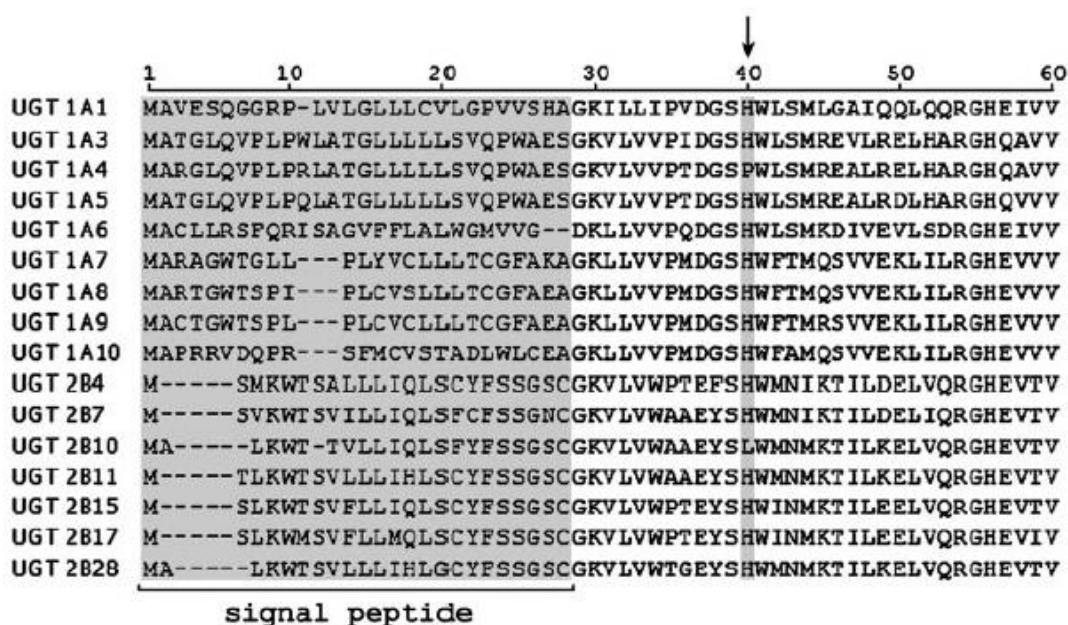 1 10 20 30 40 50 60
UGT 1A1 MAVESQGGRP-LVLGLLLCVLGPVVSHAGKILLIPVDGSHWLSMLGAIQQLQQRGHEIVV
UGT 1A3 MATGLQVPLPWLATGLLLLLSVQPWAESGKVLVVPIDGSHWLSMREVLRELHARGHQAVV
UGT 1A4 MARGLQVPLPRLATGLLLLLSVQPWAESGKVLVVPTDGSPWLSMREALRELHARGHQAVV
UGT 1A5 MATGLQVPLPQLATGLLLLLSVQPWAESGKVLVVPTDGSHWLSMREALRDLHARGHQVVV
UGT 1A6 MACLLRSFQRISAGVFFLALWGMVVG--DKLLVVPQDGSHWLSMKDIVEVLSDRGHEIVV
UGT 1A7 MARAGWTGLL---PLYVCLLLTCGFAKAGKLLVVPMDGSHWFTMQSVVEKLILRGHEVVV
UGT 1A8 MARTGWTSPI---PLCVSLLLTCGFAEAGKLLVVPMDGSHWFTMQSVVEKLILRGHEVVV
UGT 1A9 MACTGWTSPL---PLCVCLLLTCGFAEAGKLLVVPMDGSHWFTMRSVVEKLILRGHEVVV
UGT 1A10 MAPRRVDQPR---SFMCVSTADLWLCEAGKLLVVPMDGSHWFAMQSVVEKLILRGHEVVV
UGT 2B4 M-----SMKWTSALLLIQLSCYFSSGSCGKVLVWPTEFSHWMNIKTILDELVQRGHEVTV
UGT 2B7 M-----SVKWTSVILLIQLSFCFSSGNCGKVLVWAAEYSHWMNIKTILDELIQRGHEVTV
UGT 2B10 MA-----LKWT-TVLLIQLSFYFSSGSCGKVLVWAAEYSLWMNMKTILKELVQRGHEVTV
UGT 2B11 M-----TLKWTSVLLLIHLSCYFSSGSCGKVLVWAAEYSHWMNMKTILKELVQRGHEVTV
UGT 2B15 M-----SLKWTSVFLLIQLSCYFSSGSCGKVLVWPTEYSHWINMKTILEELVQRGHEVTV
UGT 2B17 M-----SLKWMSVFLLMQLSCYFSSGSCGKVLVWPTEYSHWINMKTILEELVQRGHEVIV
UGT 2B28 MA-----LKWTSVLLLIHLGCYFSSGSCGKVLVWTGEYSHWMNMKTILKELVQRGHEVTV
signal peptide